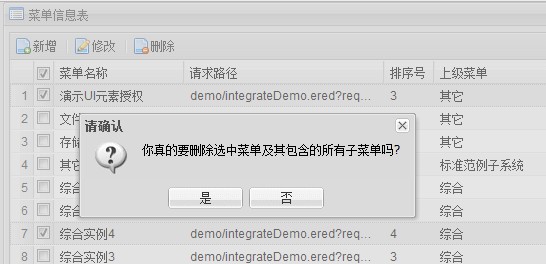 菜单信息表
新增 修改 删除
菜单名称 请求路径 排序号 上级菜单
1 演示UI元素授权 demo/integrateDemo.ered?req... 3 其它
2 文件 其它
3 存储 其它
4 其它 标准范例子系统
5 综合 综合
6 综合 综合
7 综合实例4 demo/integrateDemo.ered?req... 4 综合
8 综合实例3 demo/integrateDemo.ered?req... 3 综合
请确认
你真的要删除选中菜单及其包含的所有子菜单吗?
是 否